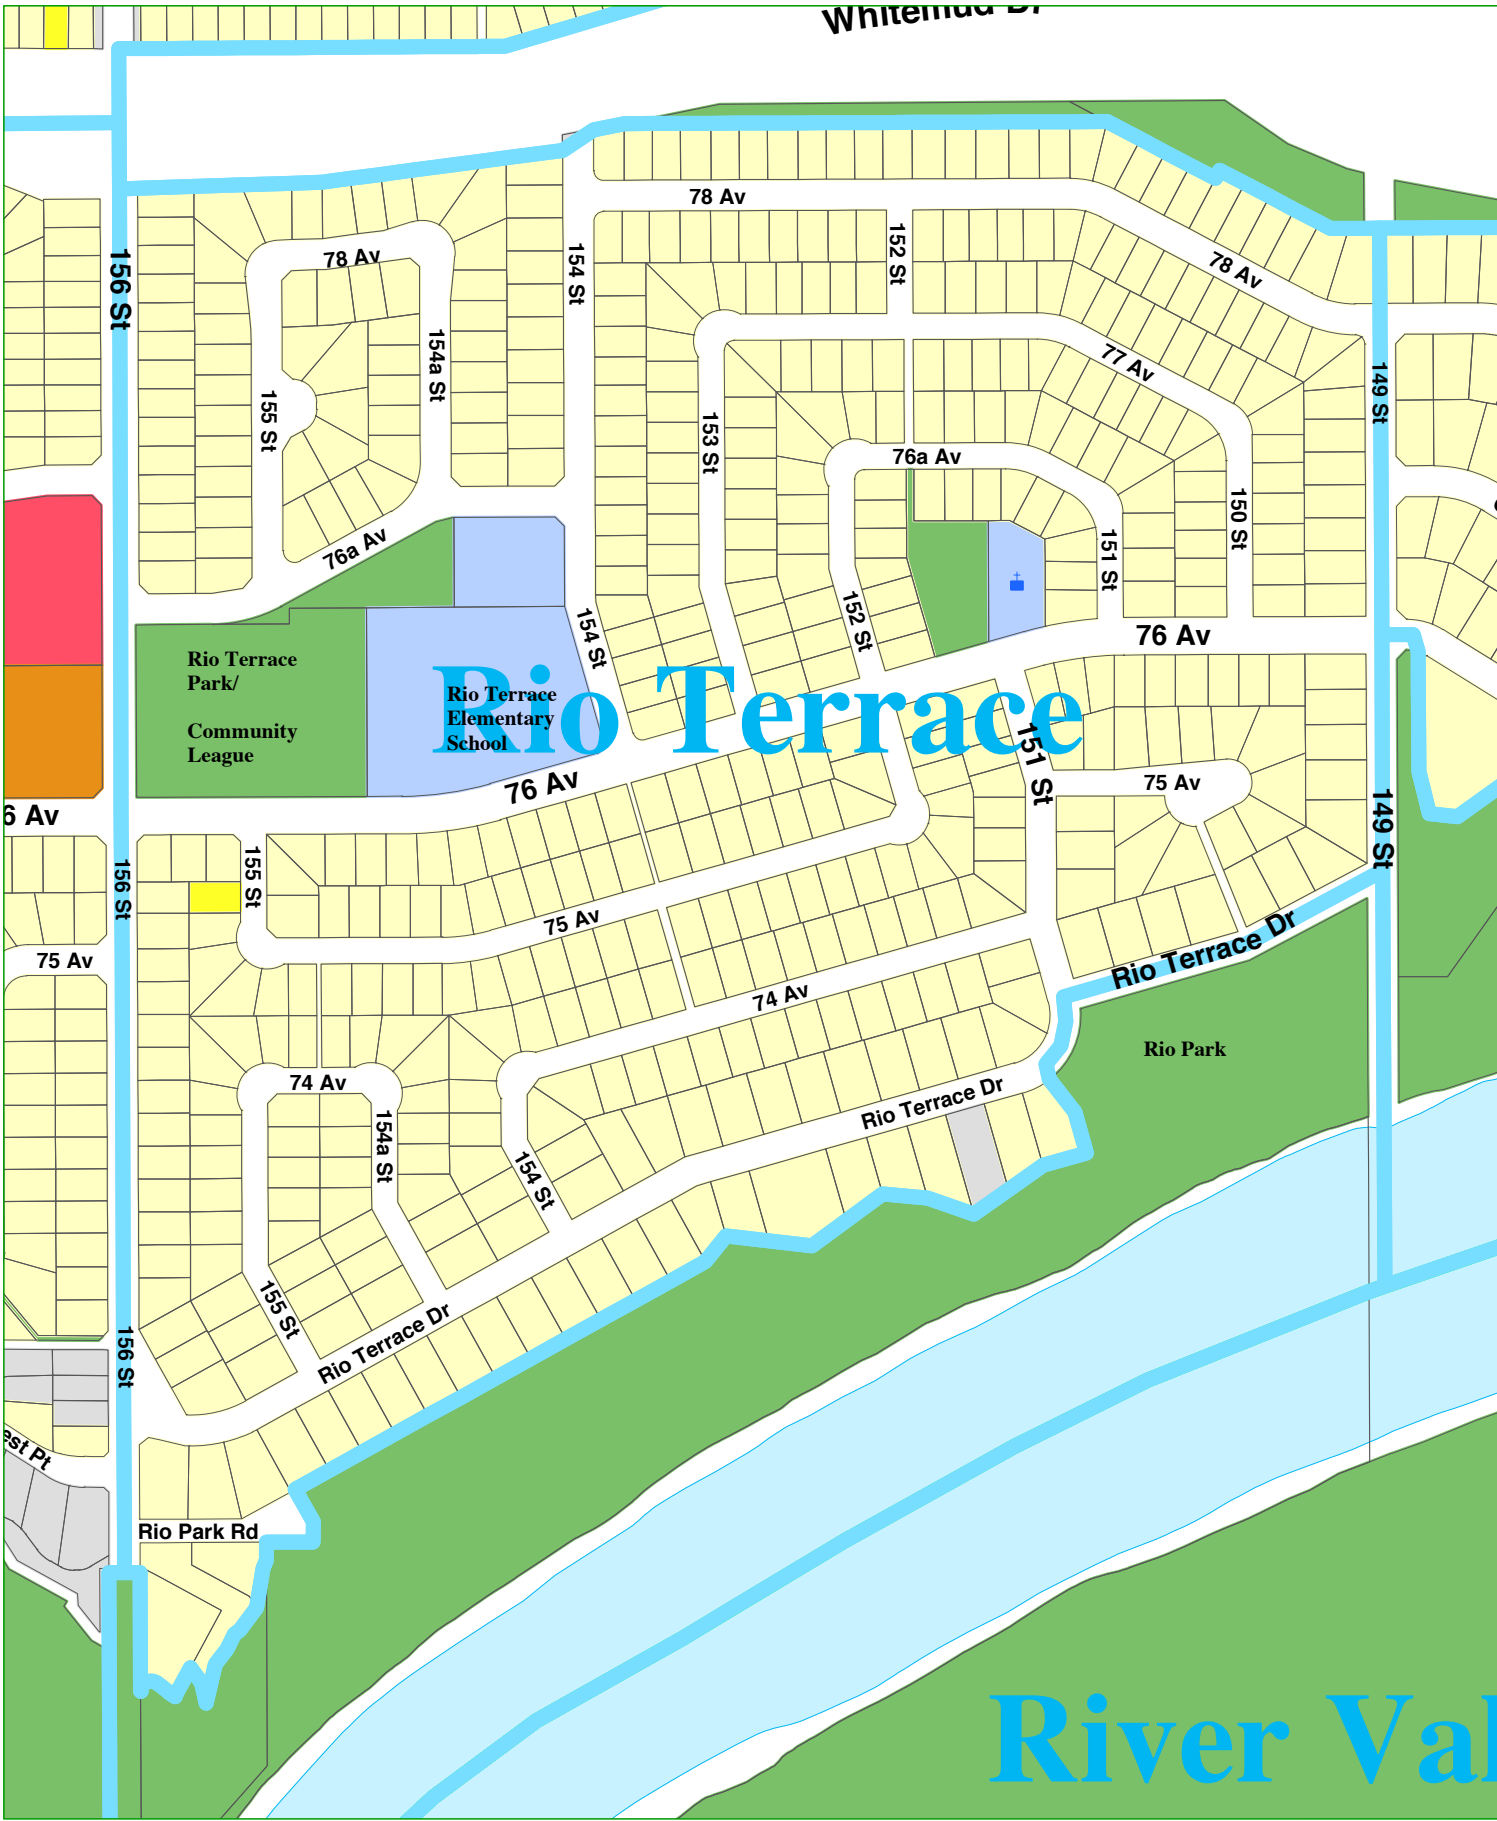 Whitemud Dr
78 Av
152 St
156 St
154 St
78 Av
78 Av
154a St
77 Av
149 St
155 St
153 St
76a Av
150 St
76a Av
151 St
152 St
154 St
76 Av
Rio Terrace
Park/
Community
League
Rio Terrace
Rio Terrace
Elementary
School
151 St
76 Av
75 Av
6 Av
149 St
156 St
155 St
75 Av
Rio Terrace Dr
75 Av
74 Av
Rio Park
74 Av
Rio Terrace Dr
154a St
154 St
155 St
Rio Terrace Dr
156 St
est Pt
Rio Park Rd
River Val